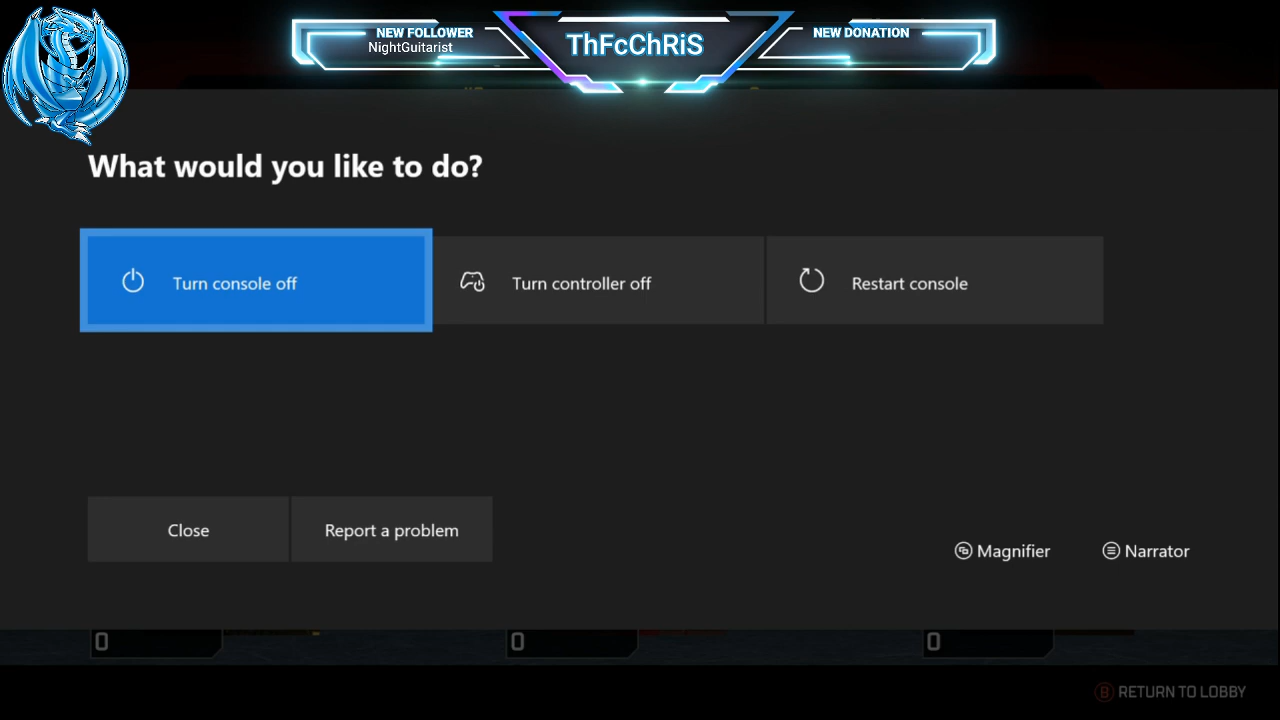 NEW FOLLOWER
NightGuitarist
ThFcChRiS
NEW DONATION
What would you like to do?
Turn console off
Turn controller off
Restart console
Close
Report a problem
Magnifier
Narrator
0
0
0
B RETURN TO LOBBY